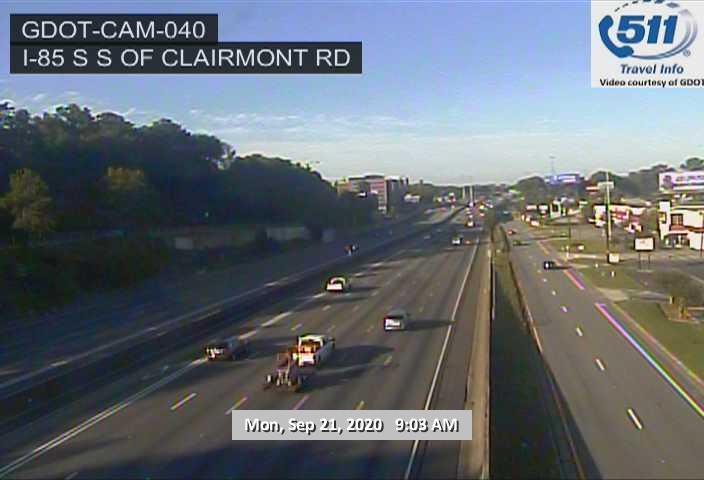 GDOT-CAM-040
I-85 S S OF CLAIRMONT RD
511
Travel Info
Video courtesy of GDOT
Mon, Sep 21, 2020 9:03 AM